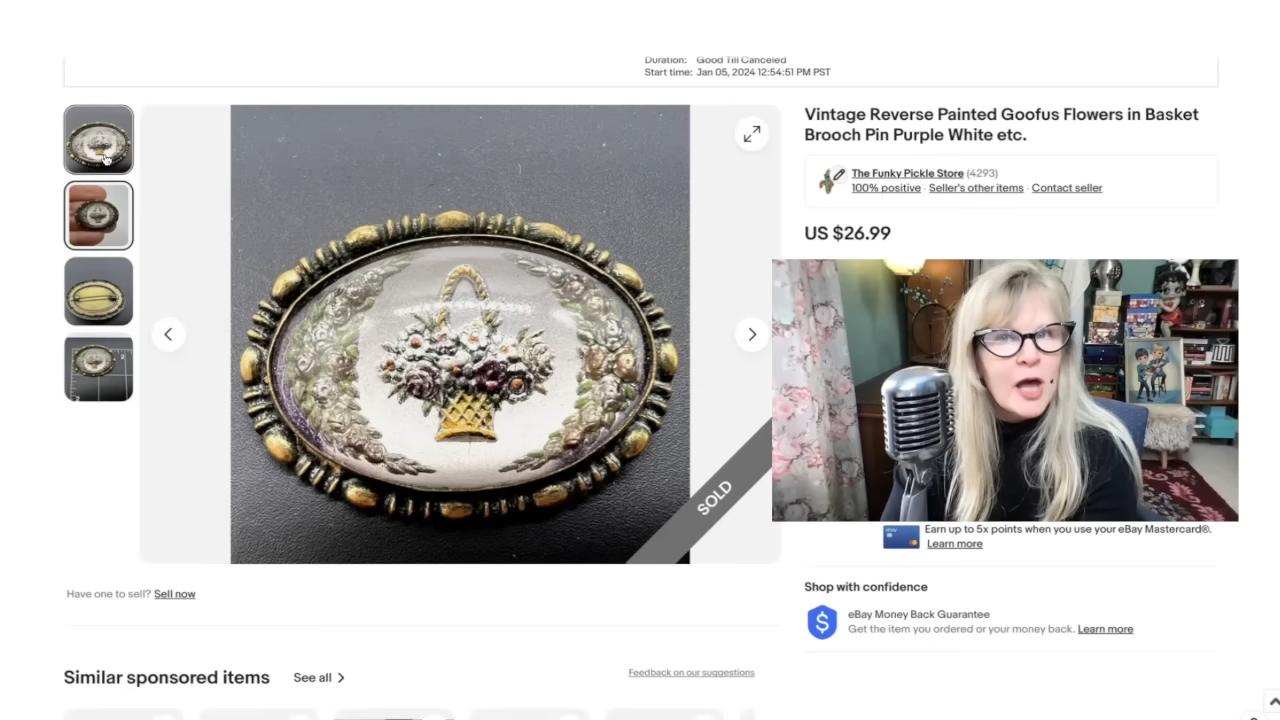 Duration: Good Till Canceled
Start time: Jan 05, 2024 12:54:51 PM PST
Vintage Reverse Painted Goofus Flowers in Basket
Brooch Pin Purple White etc.
The Funky Pickle Store (4293)
100% positive · Seller's other items · Contact seller
US $26.99
SOLD
Earn up to 5x points when you use your eBay Mastercard®.
Learn more
Have one to sell? Sell now
Shop with confidence
eBay Money Back Guarantee
Get the item you ordered or your money back. Learn more
Similar sponsored items See all
Feedback on our suggestions